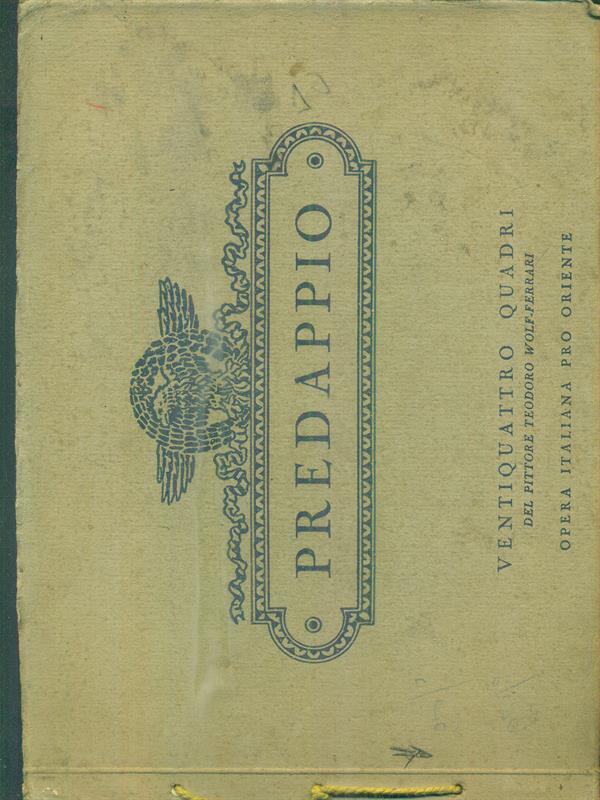 PREDAPPIO
VENTIQUATTRO QUADRI
DEL PITTORE TEODORO WOLF-FERRARI
OPERA ITALIANA PRO ORIENTE